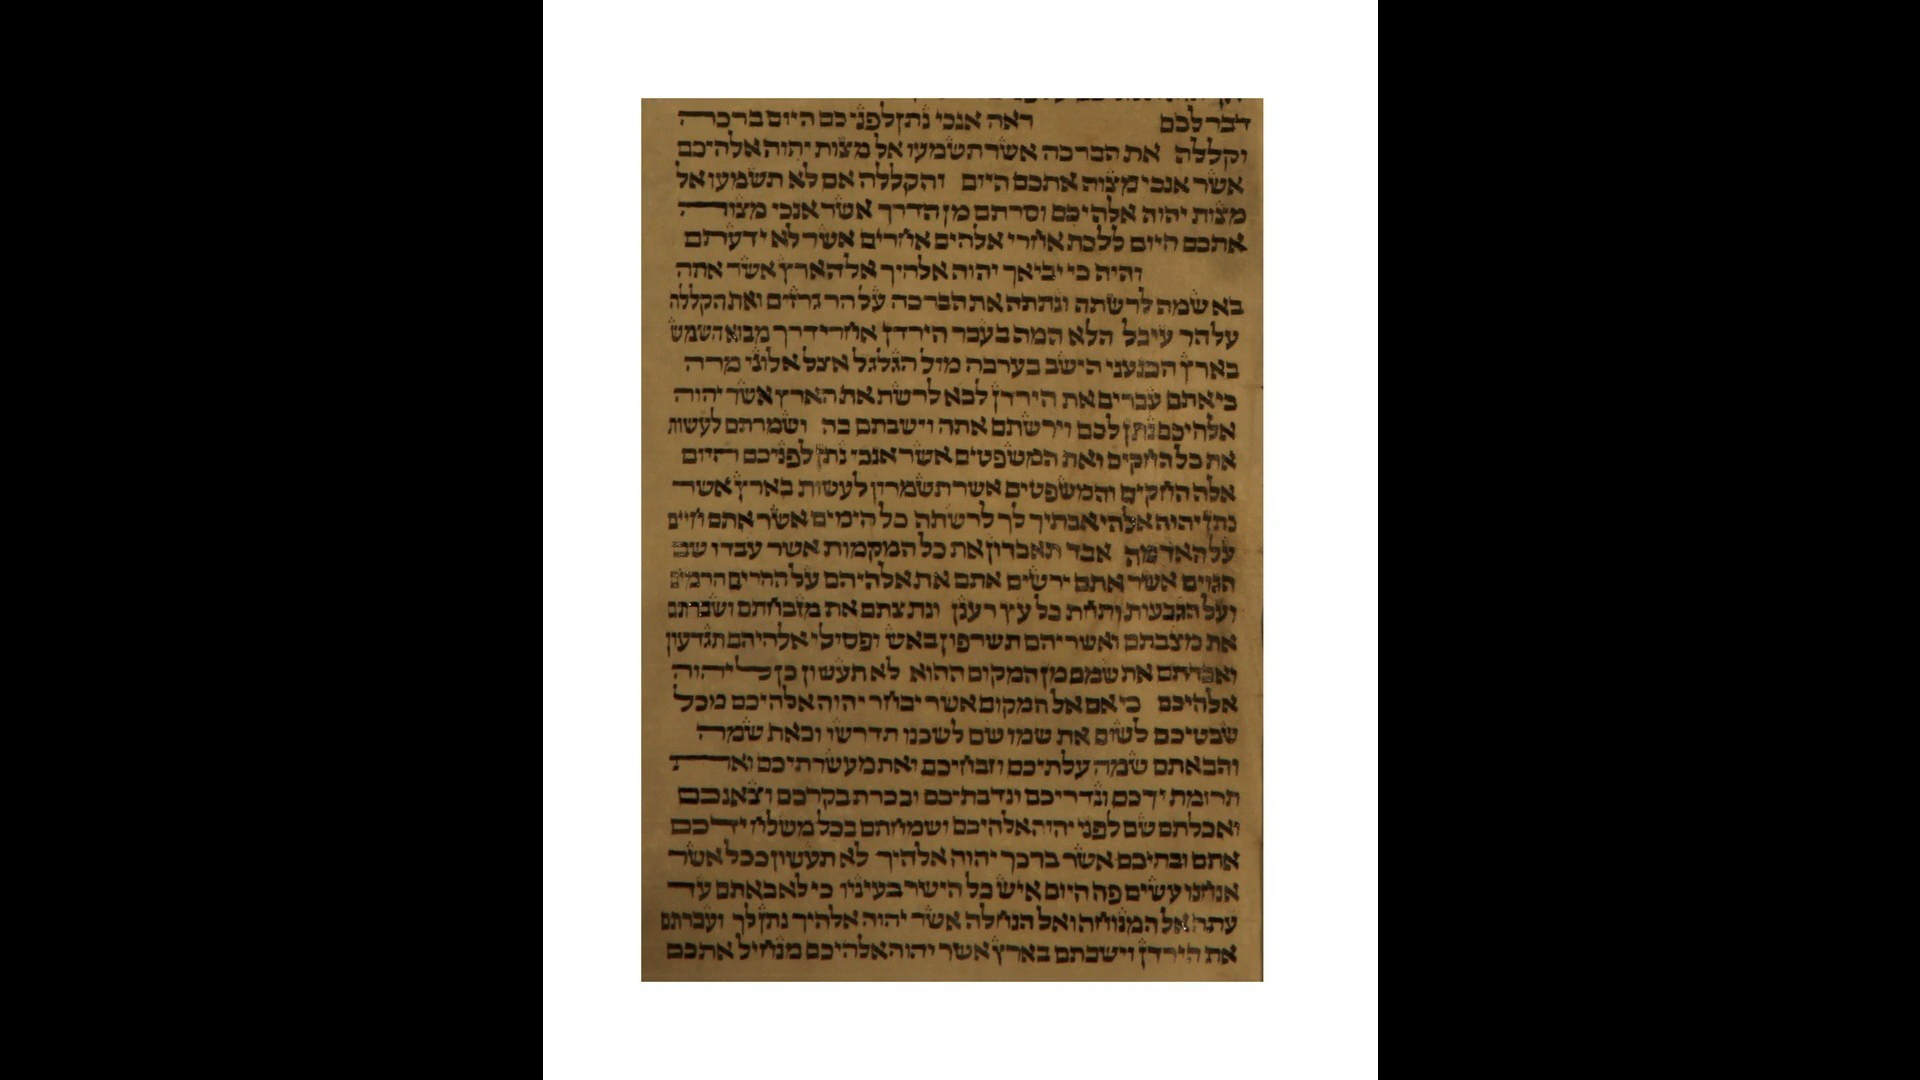 דבר לכם ראה אנכי נתן לפניכם היום ברכה
וקללה את הברכה אשר תשמעו אל מצות יהוה אלהיכם
אשר אנכי מצוה אתכם היום והקללה אם לא תשמעו אל
מצות יהוה אלהיכם וסרתם מן הדרך אשר אנכי מצוה
אתכם היום ללכת אחרי אלהים אחרים אשר לא ידעתם
והיה כי יביאך יהוה אלהיך אל הארץ אשר אתה
בא שמה לרשתה ונתתה את הברכה על הר גרזים ואת הקללה
על הר עיבל הלא המה בעבר הירדן אחרי דרך מבוא השמש
בארץ הכנעני הישב בערבה מול הגלגל אצל אלוני מרה
כי אתם עברים את הירדן לבא לרשת את הארץ אשר יהוה
אלהיכם נתן לכם וירשתם אתה וישבתם בה ושמרתם לעשות
את כל החקים ואת המשפטים אשר אנכי נתן לפניכם היום
אלה החקים והמשפטים אשר תשמרון לעשות בארץ אשר
נתן יהוה אלהי אבתיך לך לרשתה כל הימים אשר אתם חיים
על האדמה אבד תאבדון את כל המקמות אשר עבדו שם
הגוים אשר אתם ירשים אתם את אלהיהם על ההרים הרמים
ועל הגבעות ותחת כל עץ רענן ונתצתם את מזבחתם ושברתם
את מצבתם ואשריהם תשרפון באש ופסילי אלהיהם תגדעון
ואבדתם את שמם מן המקום ההוא לא תעשון כן ליהוה
אלהיכם כי אם אל המקום אשר יבחר יהוה אלהיכם מכל
שבטיכם לשום את שמו שם לשכנו תדרשו ובאת שמה
והבאתם שמה עלתיכם וזבחיכם ואת מעשרתיכם ואת
תרומת ידכם ונדריכם ונדבתיכם ובכרת בקרכם וצאנכם
ואכלתם שם לפני יהוה אלהיכם ושמחתם בכל משלח ידכם
אתם ובתיכם אשר ברכך יהוה אלהיך לא תעשון ככל אשר
אנחנו עשים פה היום איש כל הישר בעיניו כי לא באתם עד
עתה אל המנוחה ואל הנחלה אשר יהוה אלהיך נתן לך ועברתם
את הירדן וישבתם בארץ אשר יהוה אלהיכם מנחיל אתכם